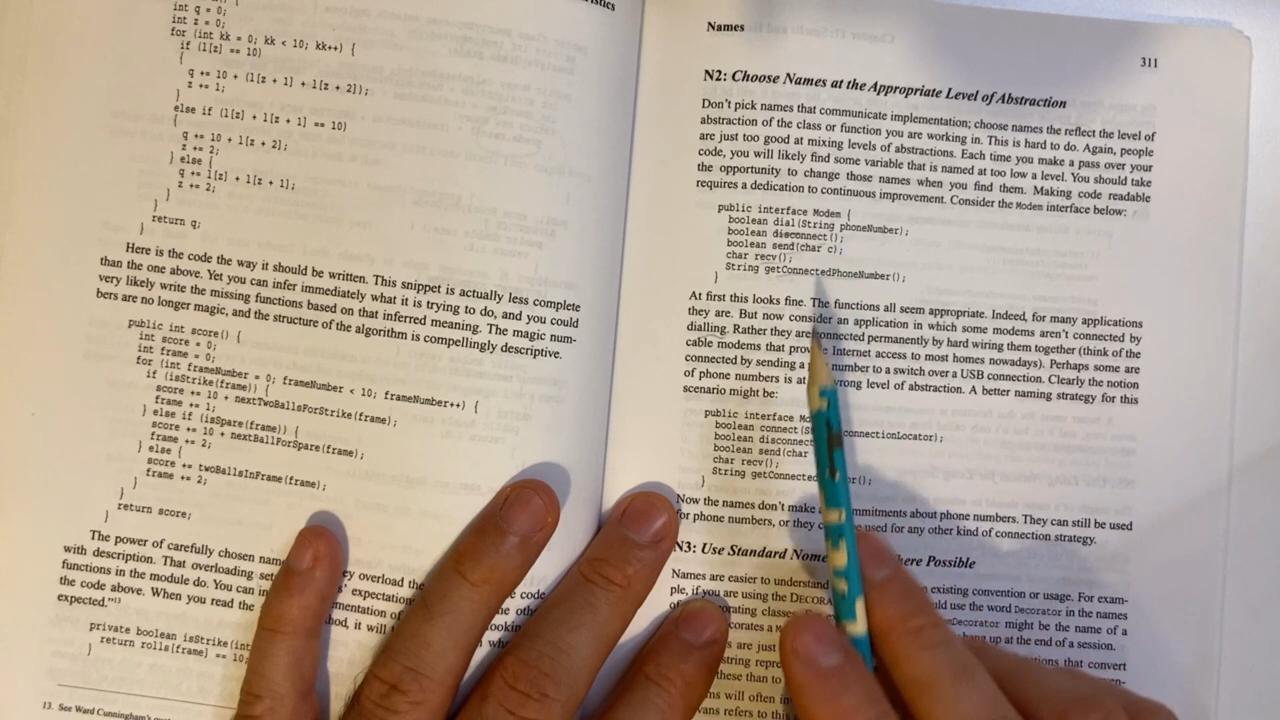 istics
int q = 0;
int z = 0;
for (int kk = 0; kk < 10; kk++) {
if (l[z] == 10)
{
q += 10 + (l[z + 1] + l[z + 2]);
z += 1;
}
else if (l[z] + l[z + 1] == 10)
{
q += 10 + l[z + 2];
z += 2;
} else {
q += l[z] + l[z + 1];
z += 2;
}
}
return q;
}
Here is the code the way it should be written. This snippet is actually less complete
than the one above. Yet you can infer immediately what it is trying to do, and you could
very likely write the missing functions based on that inferred meaning. The magic num-
bers are no longer magic, and the structure of the algorithm is compellingly descriptive.
public int score() {
int score = 0;
int frame = 0;
for (int frameNumber = 0; frameNumber < 10; frameNumber++) {
if (isStrike(frame)) {
score += 10 + nextTwoBallsForStrike(frame);
frame += 1;
} else if (isSpare(frame)) {
score += 10 + nextBallForSpare(frame);
frame += 2;
} else {
score += twoBallsInFrame(frame);
frame += 2;
}
}
return score;
}
The power of carefully chosen overload the code
with description. That overloading expectations
functions in the module do. You can
the code above. When you read the it will
expected."13
private boolean isStrike(int
return rolls[frame] == 10;
}
13. See Ward Cunningham's
Names
311
N2: Choose Names at the Appropriate Level of Abstraction
Don't pick names that communicate implementation; choose names the reflect the level of
abstraction of the class or function you are working in. This is hard to do. Again, people
are just too good at mixing levels of abstractions. Each time you make a pass over your
code, you will likely find some variable that is named at too low a level. You should take
the opportunity to change those names when you find them. Making code readable
requires a dedication to continuous improvement. Consider the Modem interface below:
public interface Modem {
boolean dial(String phoneNumber);
boolean disconnect();
boolean send(char c);
char recv();
String getConnectedPhoneNumber();
}
At first this looks fine. The functions all seem appropriate. Indeed, for many applications
they are. But now consider an application in which some modems aren't connected by
dialling. Rather they are connected permanently by hard wiring them together (think of the
cable modems that provide Internet access to most homes nowadays). Perhaps some are
connected by sending a number to a switch over a USB connection. Clearly the notion
of phone numbers is at wrong level of abstraction. A better naming strategy for this
scenario might be:
public interface
boolean connect( connectionLocator);
boolean disconnect
boolean send(char
char recv();
String getConnected
}
Now the names don't make commitments about phone numbers. They can still be used
for phone numbers, or they used for any other kind of connection strategy.
N3: Use Standard Where Possible
Names are easier to understand existing convention or usage. For exam-
ple, if you are using the use the word Decorator in the names
of classes. Decorator might be the name of a
hang up at the end of a session.
are just that convert
string
these than to
will often in
refers to this